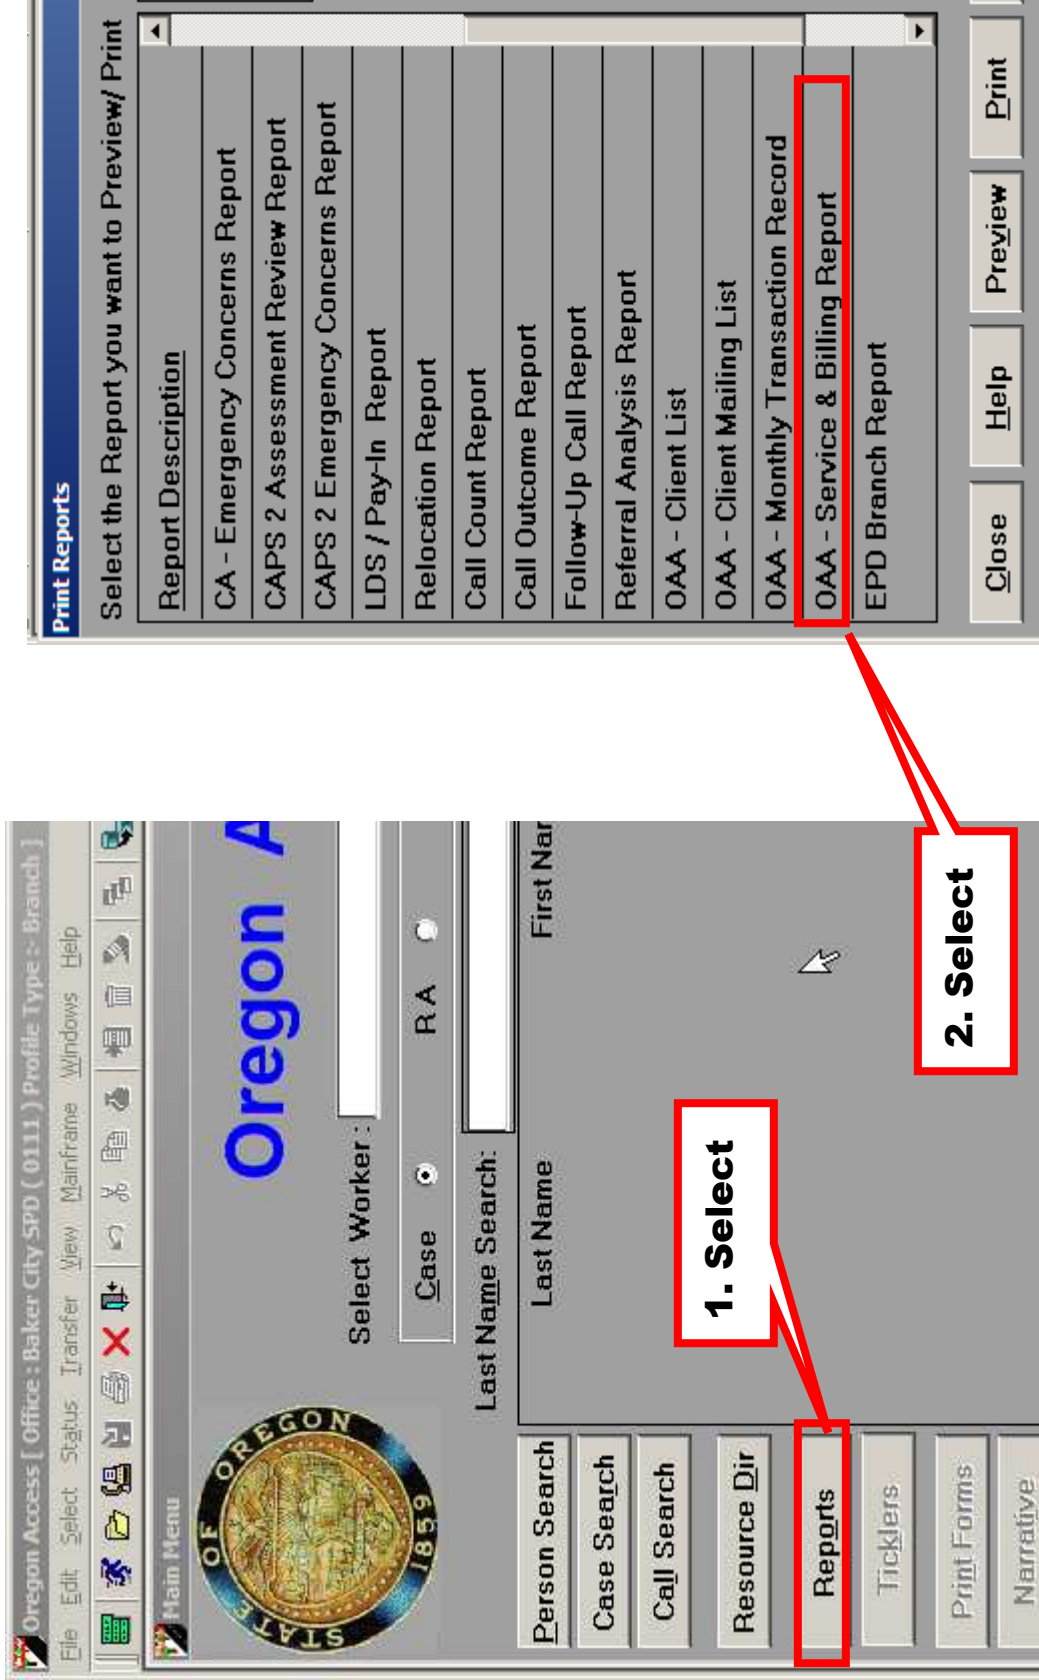 Oregon Access [ Office : Baker City SPD ( 0111 ) Profile Type :- Branch ]
File Edit Select Status Transfer View Mainframe Windows Help
Main Menu
STATE OF OREGON
1859
Oregon A
Select Worker :
Case
R A
Last Name Search:
Last Name First Nar
Person Search
Case Search
Call Search
Resource Dir
Reports
Ticklers
Print Forms
Narrative
1. Select
2. Select
Print Reports
Select the Report you want to Preview/ Print
Report Description
CA - Emergency Concerns Report
CAPS 2 Assessment Review Report
CAPS 2 Emergency Concerns Report
LDS / Pay-In Report
Relocation Report
Call Count Report
Call Outcome Report
Follow-Up Call Report
Referral Analysis Report
OAA - Client List
OAA - Client Mailing List
OAA - Monthly Transaction Record
OAA - Service & Billing Report
EPD Branch Report
Close Help Preview Print